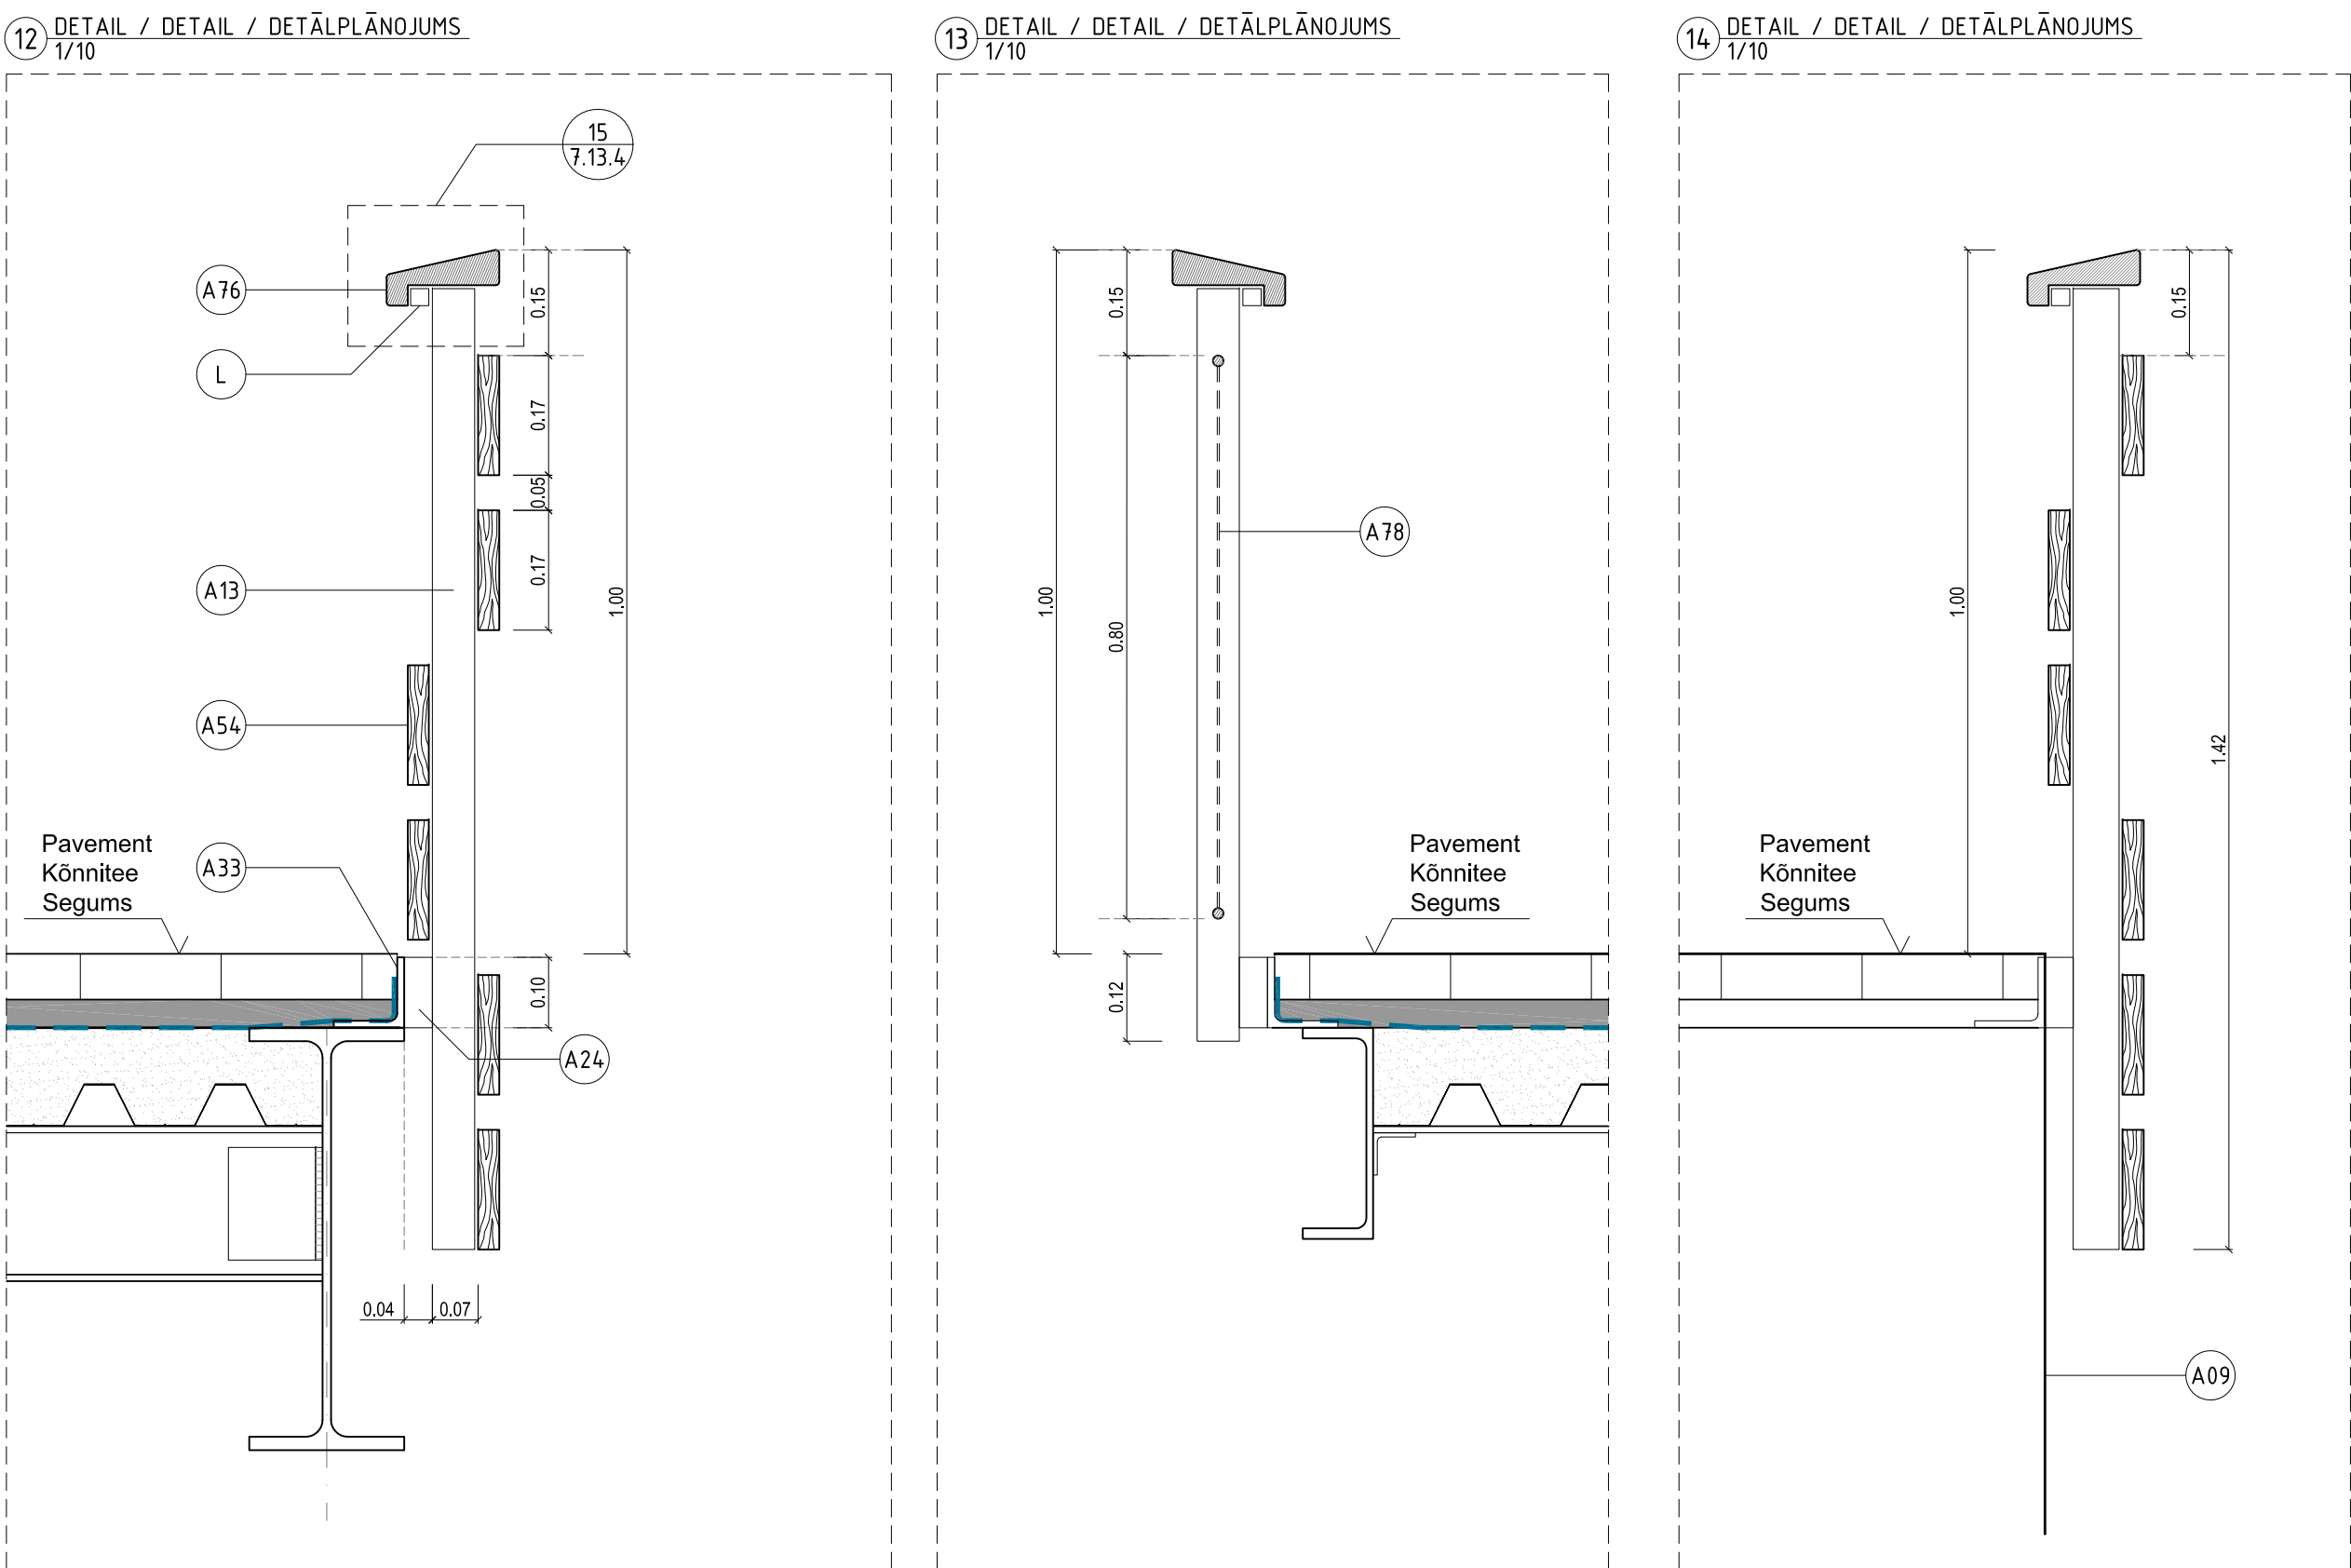 12 DETAIL / DETAIL / DETĀLPLĀNOJUMS
1/10
15
7.13.4
A76
L
A13
A54
A33
A24
Pavement
Kõnnitee
Segums
0.15
0.17
0.05
0.17
1.00
0.10
0.04
0.07
13 DETAIL / DETAIL / DETĀLPLĀNOJUMS
1/10
1.00
0.15
0.80
0.12
A78
Pavement
Kõnnitee
Segums
14 DETAIL / DETAIL / DETĀLPLĀNOJUMS
1/10
1.00
0.15
1.42
Pavement
Kõnnitee
Segums
A09